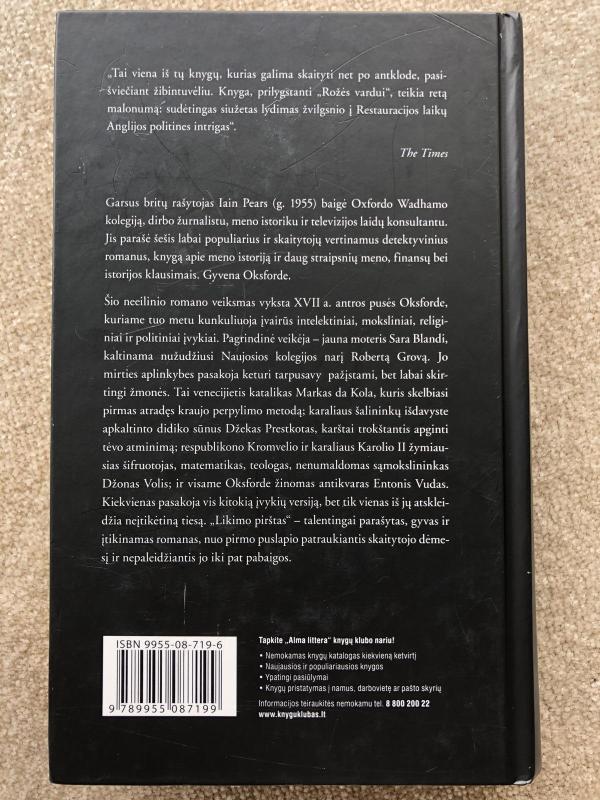 „Tai viena iš tų knygų, kurias galima skaityti net po antklode, pasi-
šviečiant žibintuvėliu. Knyga, prilygstanti „Rožės vardui“, teikia retą
malonumą: sudėtingas siužetas lydimas žvilgsnio į Restauracijos laikų
Anglijos politines intrigas“.
The Times
Garsus britų rašytojas Iain Pears (g. 1955) baigė Oxfordo Wadhamo
kolegiją, dirbo žurnalistu, meno istoriku ir televizijos laidų konsultantu.
Jis parašė šešis labai populiarius ir skaitytojų vertinamus detektyvinius
romanus, knygą apie meno istoriją ir daug straipsnių meno, finansų bei
istorijos klausimais. Gyvena Oksforde.
Šio neeilinio romano veiksmas vyksta XVII a. antros pusės Oksforde,
kuriame tuo metu kunkuliuoja įvairūs intelektiniai, moksliniai, religi-
niai ir politiniai įvykiai. Pagrindinė veikėja – jauna moteris Sara Blandi,
kaltinama nužudžiusi Naujosios kolegijos narį Robertą Grovą. Jo
mirties aplinkybes pasakoja keturi tarpusavy pažįstami, bet labai skir-
tingi žmonės. Tai venecijietis katalikas Markas da Kola, kuris skelbiasi
pirmas atradęs kraujo perpylimo metodą; karaliaus šalininkų išdavyste
apkaltinto didiko sūnus Džekas Prestkotas, karštai trokštantis apginti
tėvo atminimą; respublikono Kromvelio ir karaliaus Karolio II žymiau-
sias šifruotojas, matematikas, teologas, nenumaldomas sąmokslininkas
Džonas Volis; ir visame Oksforde žinomas antikvaras Entonis Vudas.
Kiekvienas pasakoja vis kitokią įvykių versiją, bet tik vienas iš jų atsklei-
džia neįtikėtiną tiesą. „Likimo pirštas“ – talentingai parašytas, gyvas ir
įtikinamas romanas, nuo pirmo puslapio patraukiantis skaitytojo dėme-
sį ir nepaleidžiantis jo iki pat pabaigos.
ISBN 9955-08-719-6
9 789955 087199
Tapkite „Alma littera“ knygų klubo nariu!
• Nemokamas knygų katalogas kiekvieną ketvirtį
• Naujausios ir populiariausios knygos
• Ypatingi pasiūlymai
• Knygų pristatymas į namus, darbovietę ar pašto skyrių
Informacijos teiraukitės nemokamu tel. 8 800 200 22
www.knyguklubas.lt